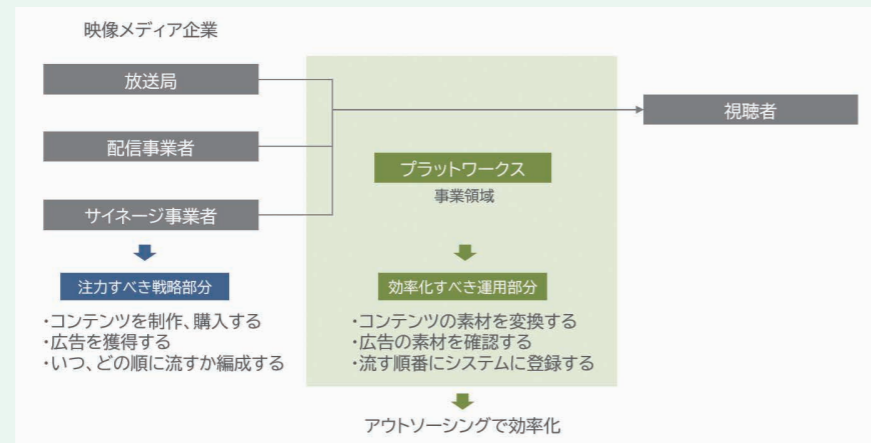 映像メディア企業
放送局
配信事業者
サイネージ事業者
視聴者
プラットワークス
事業領域
注力すべき戦略部分
・コンテンツを制作、購入する
・広告を獲得する
・いつ、どの順に流すか編成する
効率化すべき運用部分
・コンテンツの素材を変換する
・広告の素材を確認する
・流す順番にシステムに登録する
アウトソーシングで効率化